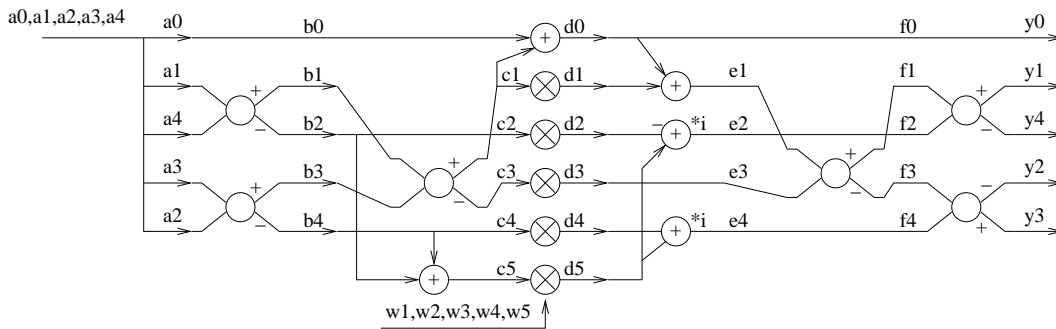 a0,a1,a2,a3,a4 a0 b0 + d0 f0 y0
a1 + b1 c1 d1 + e1 f1 + y1
a4 − b2 c2 d2 − + *i e2 f2 − y4
a3 + b3 + − c3 d3 e3 + − f3 − y2
a2 − b4 c4 d4 + *i e4 f4 + y3
+ c5 d5
w1,w2,w3,w4,w5